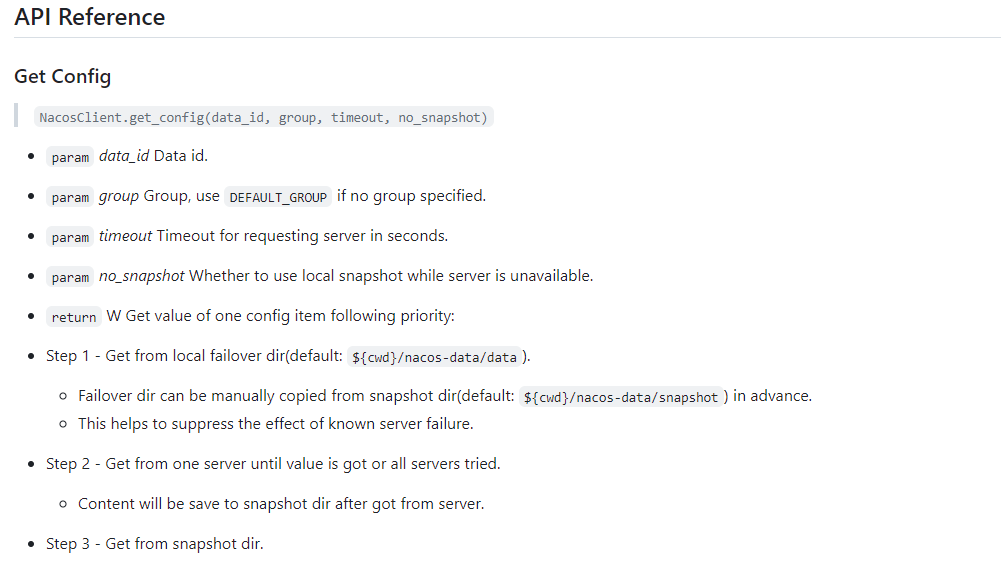 API Reference
Get Config
NacosClient.get_config(data_id, group, timeout, no_snapshot)
param data_id Data id.
param group Group, use DEFAULT_GROUP if no group specified.
param timeout Timeout for requesting server in seconds.
param no_snapshot Whether to use local snapshot while server is unavailable.
return W Get value of one config item following priority:
Step 1 - Get from local failover dir(default: ${cwd}/nacos-data/data ).
Failover dir can be manually copied from snapshot dir(default: ${cwd}/nacos-data/snapshot ) in advance.
This helps to suppress the effect of known server failure.
Step 2 - Get from one server until value is got or all servers tried.
Content will be save to snapshot dir after got from server.
Step 3 - Get from snapshot dir.